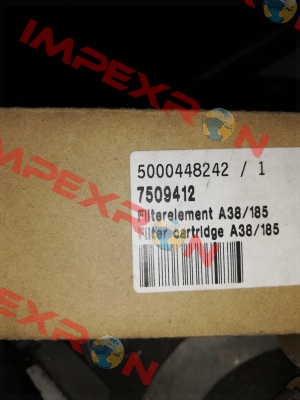 IMPEXRON
5000448242 / 1
7509412
Filterelement A38/185
Filter cartridge A38/185
IMPEXRON
IMPEXRON